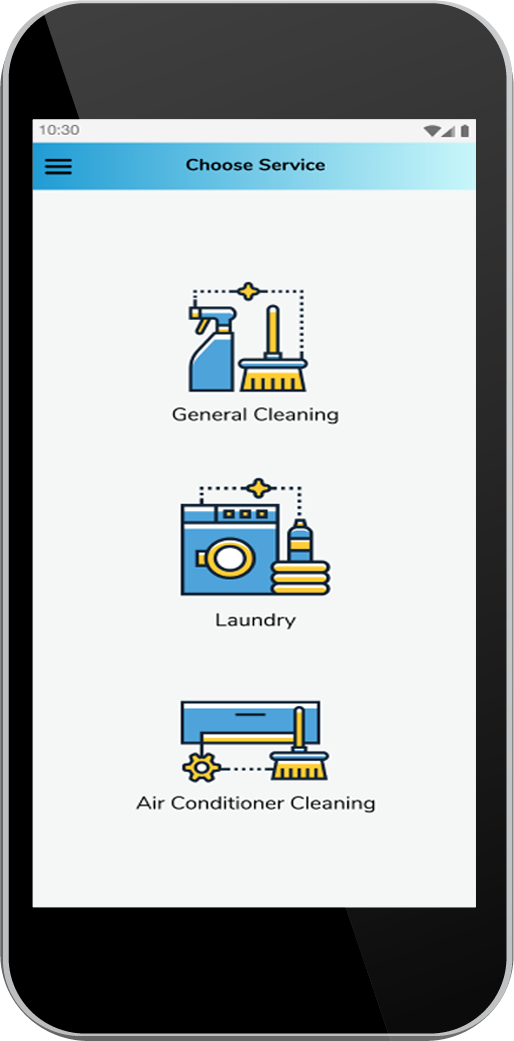 10:30
Choose Service
General Cleaning
Laundry
Air Conditioner Cleaning